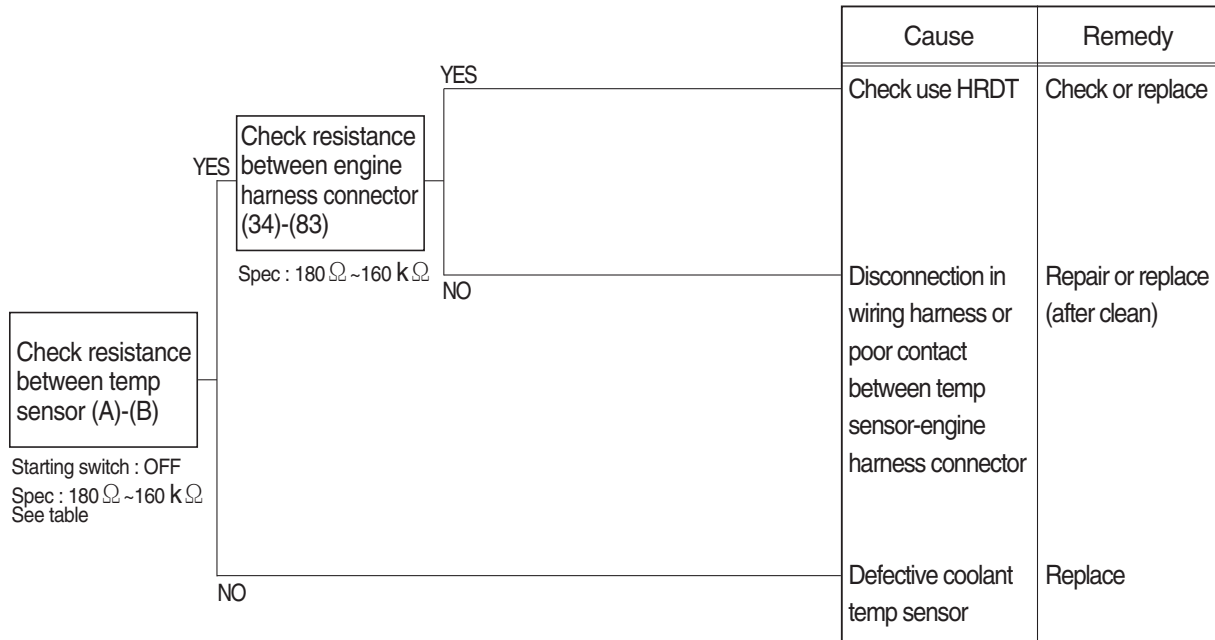 Cause Remedy
YES
Check use HRDT Check or replace
Check resistance
between engine
harness connector
(34)-(83)
YES
Spec : 180 Ω ~160 kΩ
NO
Disconnection in
wiring harness or
poor contact
between temp
sensor-engine
harness connector
Repair or replace
(after clean)
Check resistance
between temp
sensor (A)-(B)
Starting switch : OFF
Spec : 180 Ω ~160 kΩ
See table
NO
Defective coolant
temp sensor
Replace